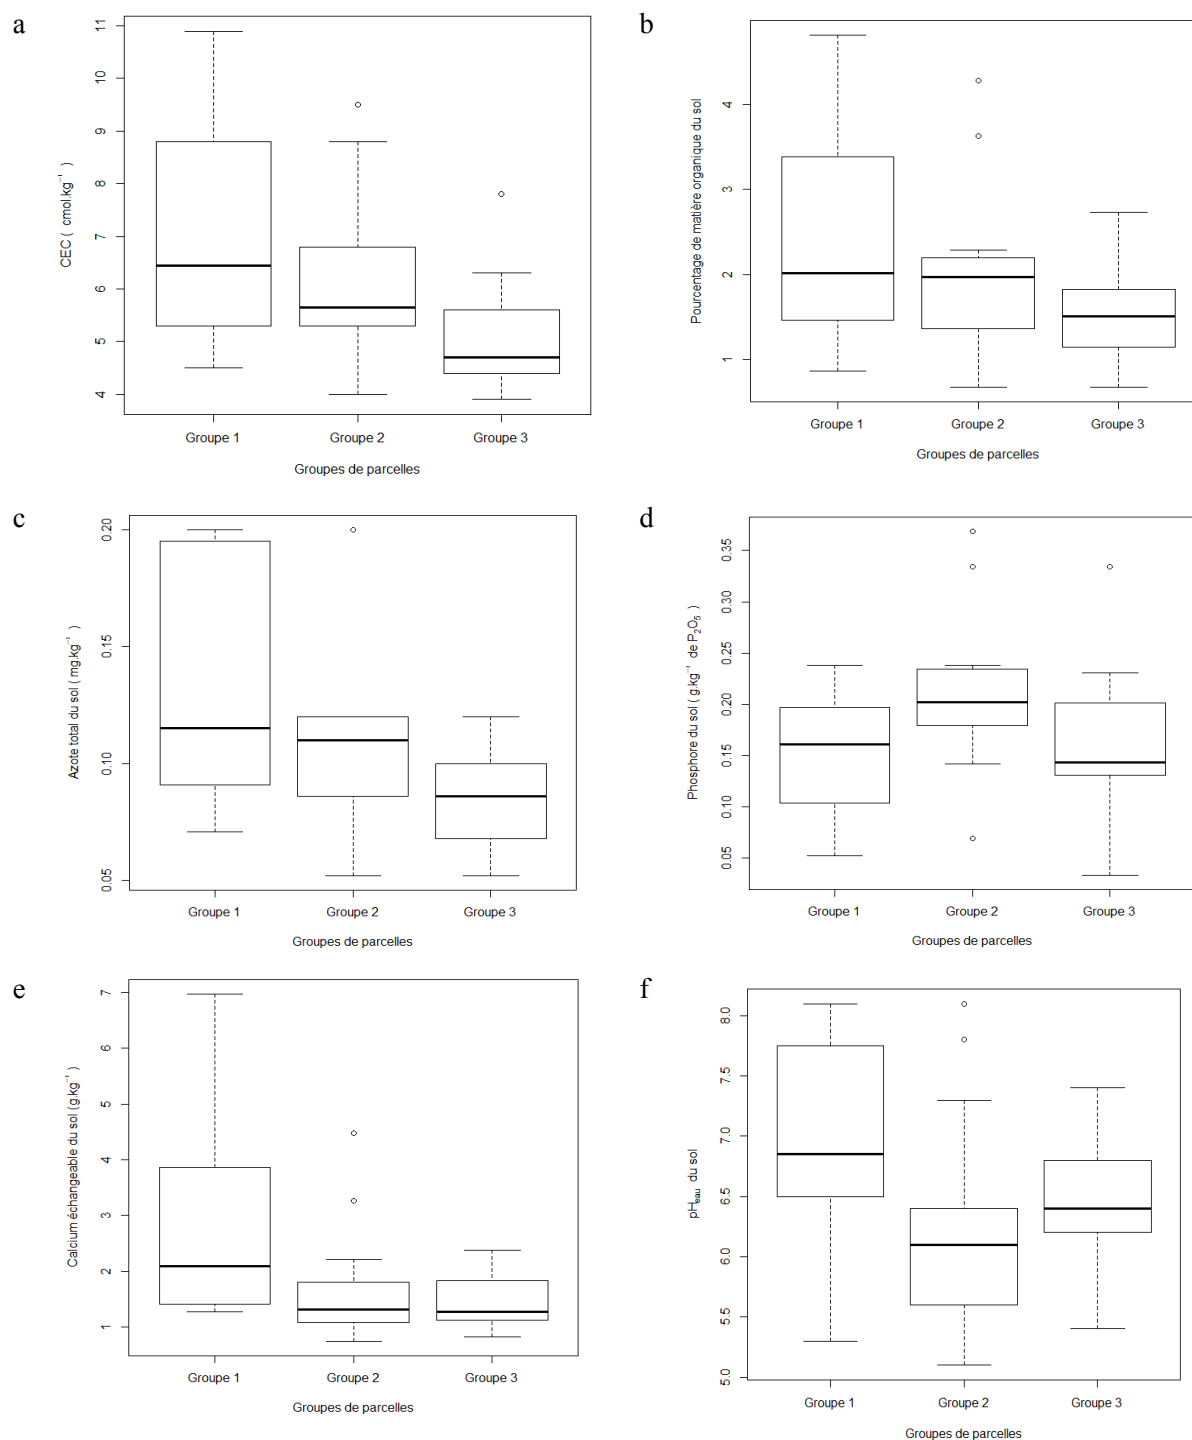 a
CEC ( cmol.kg⁻¹ )
11
10
9
8
7
6
5
4
Groupe 1 Groupe 2 Groupe 3
Groupes de parcelles
b
Pourcentage de matière organique du sol
4
3
2
1
Groupe 1 Groupe 2 Groupe 3
Groupes de parcelles
c
Azote total du sol ( mg.kg⁻¹ )
0.20
0.15
0.10
0.05
Groupe 1 Groupe 2 Groupe 3
Groupes de parcelles
d
Phosphore du sol ( g.kg⁻¹ de P₂O₅ )
0.35
0.30
0.25
0.20
0.15
0.10
0.05
Groupe 1 Groupe 2 Groupe 3
Groupes de parcelles
e
Calcium échangeable du sol (g.kg⁻¹ )
7
6
5
4
3
2
1
Groupe 1 Groupe 2 Groupe 3
Groupes de parcelles
f
pHeau du sol
8.0
7.5
7.0
6.5
6.0
5.5
5.0
Groupe 1 Groupe 2 Groupe 3
Groupes de parcelles